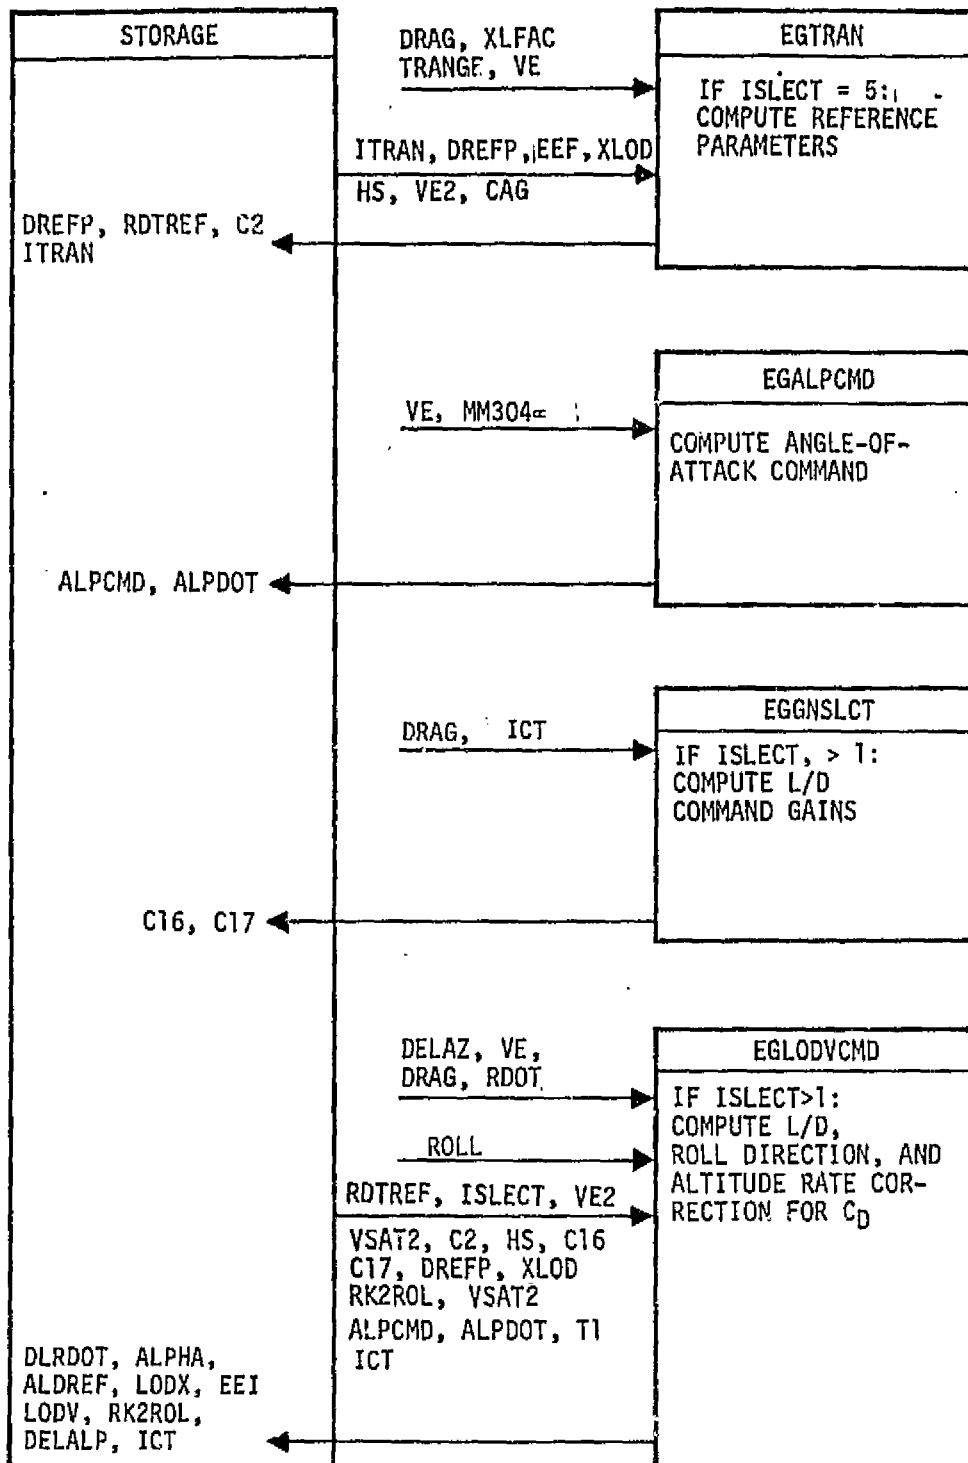 STORAGE
DRAG, XLFAC
TRANGE, VE
EGTRAN
IF ISLECT = 5:
COMPUTE REFERENCE
PARAMETERS
ITRAN, DREFP, EEF, XLOD
HS, VE2, CAG
DREFP, RDTREF, C2
ITRAN
EGALPCMD
VE, MM304=
COMPUTE ANGLE-OF-
ATTACK COMMAND
ALPCMD, ALPDOT
EGGNSLCT
DRAG, ICT
IF ISLECT, > 1:
COMPUTE L/D
COMMAND GAINS
C16, C17
EGLODVCMD
DELAZ, VE,
DRAG, RDOT
ROLL
IF ISLECT>1:
COMPUTE L/D,
ROLL DIRECTION, AND
ALTITUDE RATE COR-
RECTION FOR CD
RDTREF, ISLECT, VE2
VSAT2, C2, HS, C16
C17, DREFP, XLOD
RK2ROL, VSAT2
ALPCMD, ALPDOT, T1
ICT
DLRDOT, ALPHA,
ALDREF, LODX, EEI
LODV, RK2ROL,
DELALP, ICT